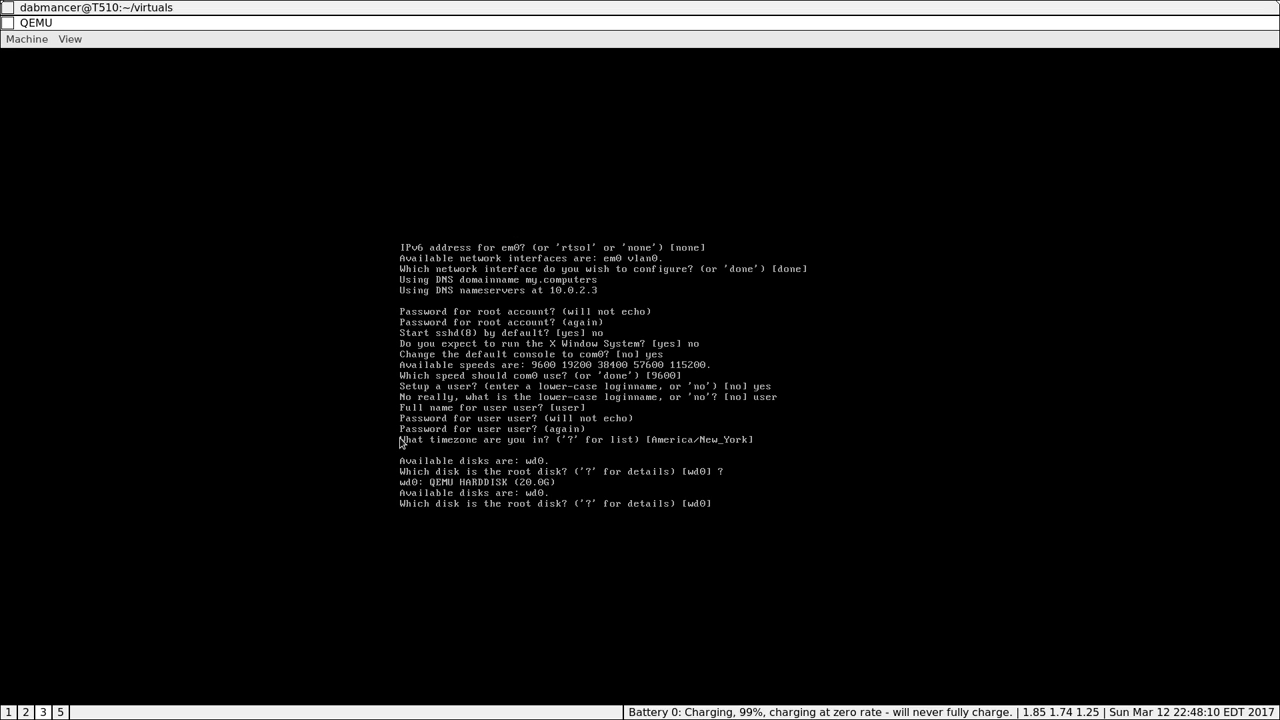 dabmancer@T510:~/virtuals
QEMU
Machine View
IPv6 address for em0? (or 'rtsol' or 'none') [none]
Available network interfaces are: em0 vlan0.
Which network interface do you wish to configure? (or 'done') [done]
Using DNS domainname my.computers
Using DNS nameservers at 10.0.2.3
Password for root account? (will not echo)
Password for root account? (again)
Start sshd(8) by default? [yes] no
Do you expect to run the X Window System? [yes] no
Change the default console to com0? [no] yes
Available speeds are: 9600 19200 38400 57600 115200.
Which speed should com0 use? (or 'done') [9600]
Setup a user? (enter a lower-case loginname, or 'no') [no] yes
No really, what is the lower-case loginname, or 'no'? [no] user
Full name for user user? [user]
Password for user user? (will not echo)
Password for user user? (again)
What timezone are you in? ('?' for list) [America/New_York]
Available disks are: wd0.
Which disk is the root disk? ('?' for details) [wd0] ?
wd0: QEMU HARDDISK (20.0G)
Available disks are: wd0.
Which disk is the root disk? ('?' for details) [wd0]
1 2 3 5 Battery 0: Charging, 99%, charging at zero rate - will never fully charge. | 1.85 1.74 1.25 | Sun Mar 12 22:48:10 EDT 2017